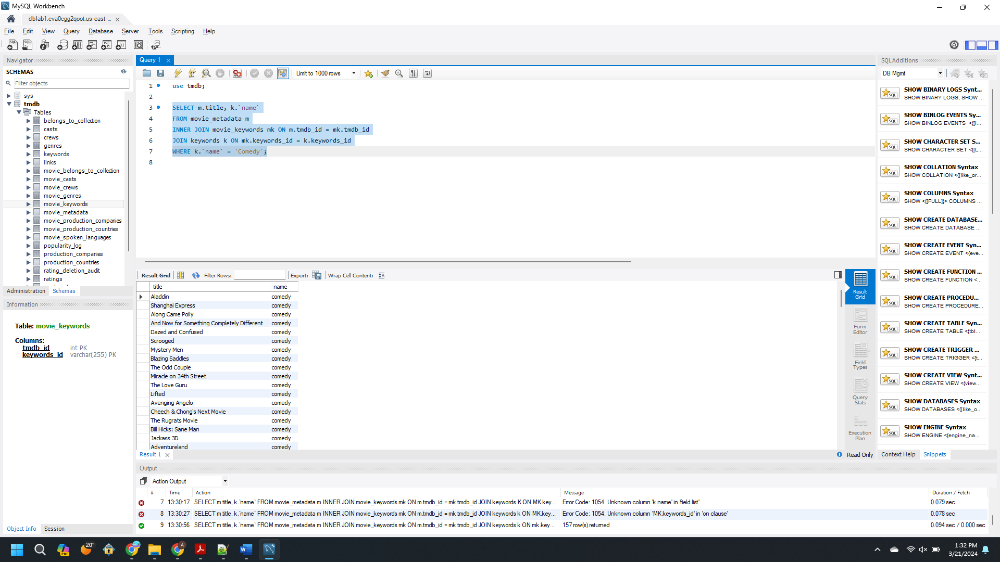 MySQL Workbench
dblab1.cva0cgg2qoot.us-east-...
File Edit View Query Database Server Tools Scripting Help
Navigator
SCHEMAS
Filter objects
sys
tmdb
Tables
belongs_to_collection
casts
crews
genres
keywords
links
movie_belongs_to_collection
movie_casts
movie_crews
movie_genres
movie_keywords
movie_metadata
movie_production_companies
movie_production_countries
movie_spoken_languages
popularity_log
production_companies
production_countries
rating_deletion_audit
ratings
Administration Schemas
Information
Table: movie_keywords
Columns:
tmdb_id int PK
keywords_id varchar(255) PK
Object Info Session
Query 1
Limit to 1000 rows
1 use tmdb;
2
3 SELECT m.title, k.`name`
4 FROM movie_metadata m
5 INNER JOIN movie_keywords mk ON m.tmdb_id = mk.tmdb_id
6 JOIN keywords k ON mk.keywords_id = k.keywords_id
7 WHERE k.`name` = 'Comedy';
8
Result Grid Filter Rows: Export: Wrap Cell Content:
title name
Aladdin comedy
Shanghai Express comedy
Along Came Polly comedy
And Now for Something Completely Different comedy
Dazed and Confused comedy
Scrooged comedy
Mystery Men comedy
Blazing Saddles comedy
The Odd Couple comedy
Miracle on 34th Street comedy
The Love Guru comedy
Lifted comedy
Avenging Angelo comedy
Cheech & Chong's Next Movie comedy
The Rugrats Movie comedy
Bill Hicks: Sane Man comedy
Jackass 3D comedy
Adventureland comedy
Result Grid
Form Editor
Field Types
Query Stats
Execution Plan
Result 1
Read Only
Output
Action Output
# Time Action Message Duration / Fetch
7 13:30:17 SELECT m.title, k.`name` FROM movie_metadata m INNER JOIN movie_keywords mk ON m.tmdb_id = mk.tmdb_id JOIN keywords K ON MK.key... Error Code: 1054. Unknown column 'k.name' in 'field list' 0.079 sec
8 13:30:27 SELECT m.title, k.`name` FROM movie_metadata m INNER JOIN movie_keywords mk ON m.tmdb_id = mk.tmdb_id JOIN keywords k ON MK.key... Error Code: 1054. Unknown column 'MK.keywords_id' in 'on clause' 0.078 sec
9 13:30:56 SELECT m.title, k.`name` FROM movie_metadata m INNER JOIN movie_keywords mk ON m.tmdb_id = mk.tmdb_id JOIN keywords k ON mk.key... 157 row(s) returned 0.094 sec / 0.000 sec
SQLAdditions
DB Mgmt
SHOW BINARY LOGS Synt...
SHOW BINARY LOGS; SHOW ...
SHOW BINLOG EVENTS Sy...
SHOW BINLOG EVENTS <{[I...
SHOW CHARACTER SET S...
SHOW CHARACTER SET <{[L...
SHOW COLLATION Syntax
SHOW COLLATION <{[like_or...
SHOW COLUMNS Syntax
SHOW <{[FULL]}> COLUMNS ...
SHOW CREATE DATABASE...
SHOW CREATE DATABASE ...
SHOW CREATE EVENT Syn...
SHOW CREATE EVENT <{eve...
SHOW CREATE FUNCTION ...
SHOW CREATE FUNCTION <...
SHOW CREATE PROCEDU...
SHOW CREATE PROCEDURE...
SHOW CREATE TABLE Syn...
SHOW CREATE TABLE <{tbl...
SHOW CREATE TRIGGER ...
SHOW CREATE TRIGGER <{t...
SHOW CREATE VIEW Synt...
SHOW CREATE VIEW <{view...
SHOW DATABASES Syntax
SHOW DATABASES <{[like_o...
SHOW ENGINE Syntax
SHOW ENGINE <{engine_na...
Context Help Snippets
20°
PRE
A
1:32 PM
3/21/2024